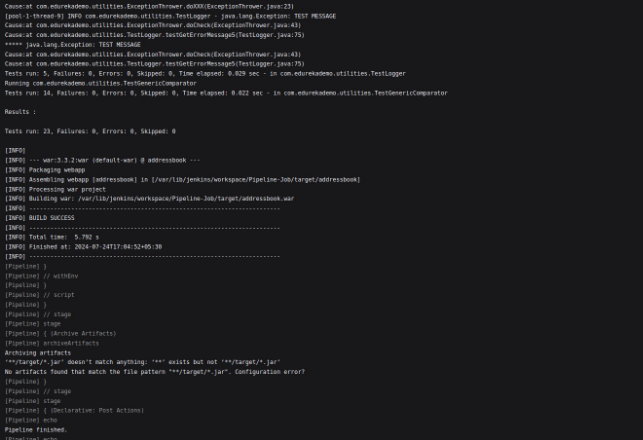 Cause:at com.edurekademo.utilities.ExceptionThrower.doXXX(ExceptionThrower.java:23)
[pool-1-thread-9] INFO com.edurekademo.utilities.TestLogger - java.lang.Exception: TEST MESSAGE
Cause:at com.edurekademo.utilities.ExceptionThrower.doCheck(ExceptionThrower.java:43)
Cause:at com.edurekademo.utilities.TestLogger.testGetErrorMessage5(TestLogger.java:75)
***** java.lang.Exception: TEST MESSAGE
Cause:at com.edurekademo.utilities.ExceptionThrower.doCheck(ExceptionThrower.java:43)
Cause:at com.edurekademo.utilities.TestLogger.testGetErrorMessage5(TestLogger.java:75)
Tests run: 5, Failures: 0, Errors: 0, Skipped: 0, Time elapsed: 0.029 sec - in com.edurekademo.utilities.TestLogger
Running com.edurekademo.utilities.TestGenericComparator
Tests run: 14, Failures: 0, Errors: 0, Skipped: 0, Time elapsed: 0.022 sec - in com.edurekademo.utilities.TestGenericComparator
Results :
Tests run: 23, Failures: 0, Errors: 0, Skipped: 0
[INFO]
[INFO] --- war:3.3.2:war (default-war) @ addressbook ---
[INFO] Packaging webapp
[INFO] Assembling webapp [addressbook] in [/var/lib/jenkins/workspace/Pipeline-Job/target/addressbook]
[INFO] Processing war project
[INFO] Building war: /var/lib/jenkins/workspace/Pipeline-Job/target/addressbook.war
[INFO] ------------------------------------------------------------------------
[INFO] BUILD SUCCESS
[INFO] ------------------------------------------------------------------------
[INFO] Total time:  5.792 s
[INFO] Finished at: 2024-07-24T17:04:52+05:30
[INFO] ------------------------------------------------------------------------
[Pipeline] }
[Pipeline] // withEnv
[Pipeline] }
[Pipeline] // script
[Pipeline] }
[Pipeline] // stage
[Pipeline] stage
[Pipeline] { (Archive Artifacts)
[Pipeline] archiveArtifacts
Archiving artifacts
'**/target/*.jar' doesn't match anything: '**' exists but not '**/target/*.jar'
No artifacts found that match the file pattern "**/target/*.jar". Configuration error?
[Pipeline] }
[Pipeline] // stage
[Pipeline] stage
[Pipeline] { (Declarative: Post Actions)
[Pipeline] echo
Pipeline finished.
[Pipeline] echo